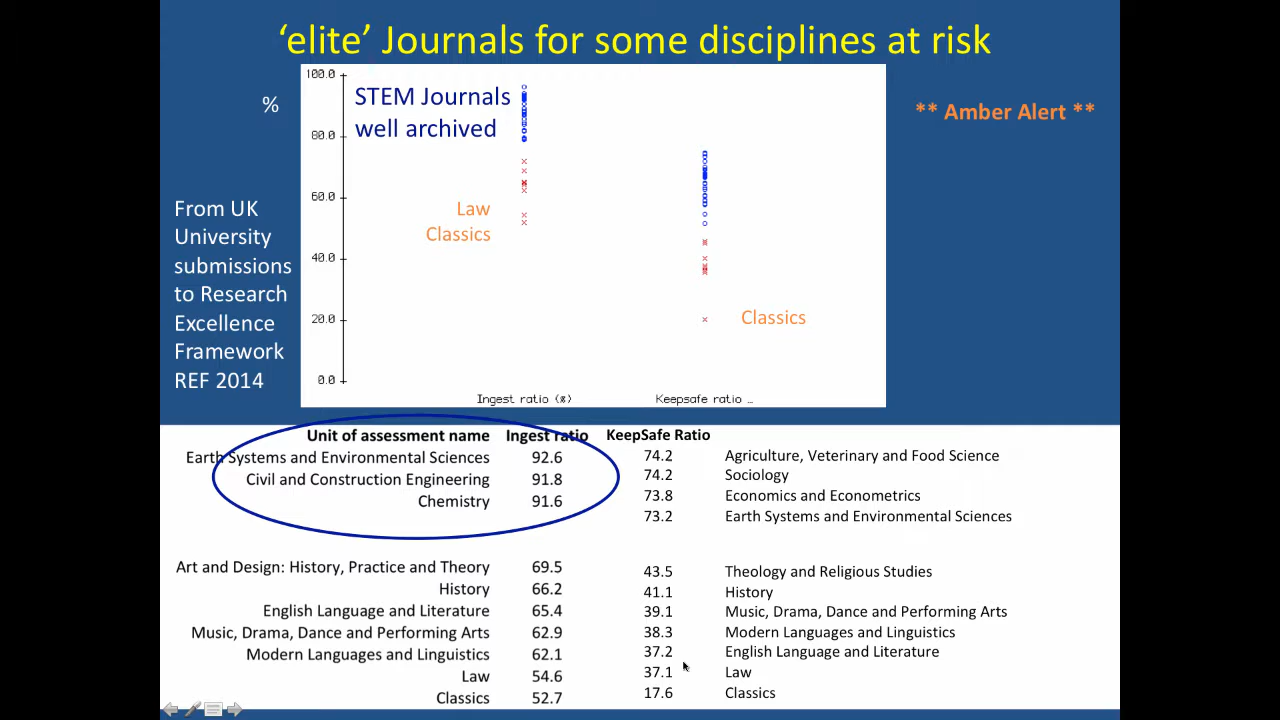 ‘elite’ Journals for some disciplines at risk
%
100.0
80.0
60.0
40.0
20.0
0.0
STEM Journals
well archived
Law
Classics
Classics
Ingest ratio (%)
Keepsafe ratio ...
** Amber Alert **
From UK
University
submissions
to Research
Excellence
Framework
REF 2014
Unit of assessment name Ingest ratio KeepSafe Ratio
Earth Systems and Environmental Sciences 92.6 74.2 Agriculture, Veterinary and Food Science
Civil and Construction Engineering 91.8 74.2 Sociology
Chemistry 91.6 73.8 Economics and Econometrics
73.2 Earth Systems and Environmental Sciences
Art and Design: History, Practice and Theory 69.5 43.5 Theology and Religious Studies
History 66.2 41.1 History
English Language and Literature 65.4 39.1 Music, Drama, Dance and Performing Arts
Music, Drama, Dance and Performing Arts 62.9 38.3 Modern Languages and Linguistics
Modern Languages and Linguistics 62.1 37.2 English Language and Literature
Law 54.6 37.1 Law
Classics 52.7 17.6 Classics